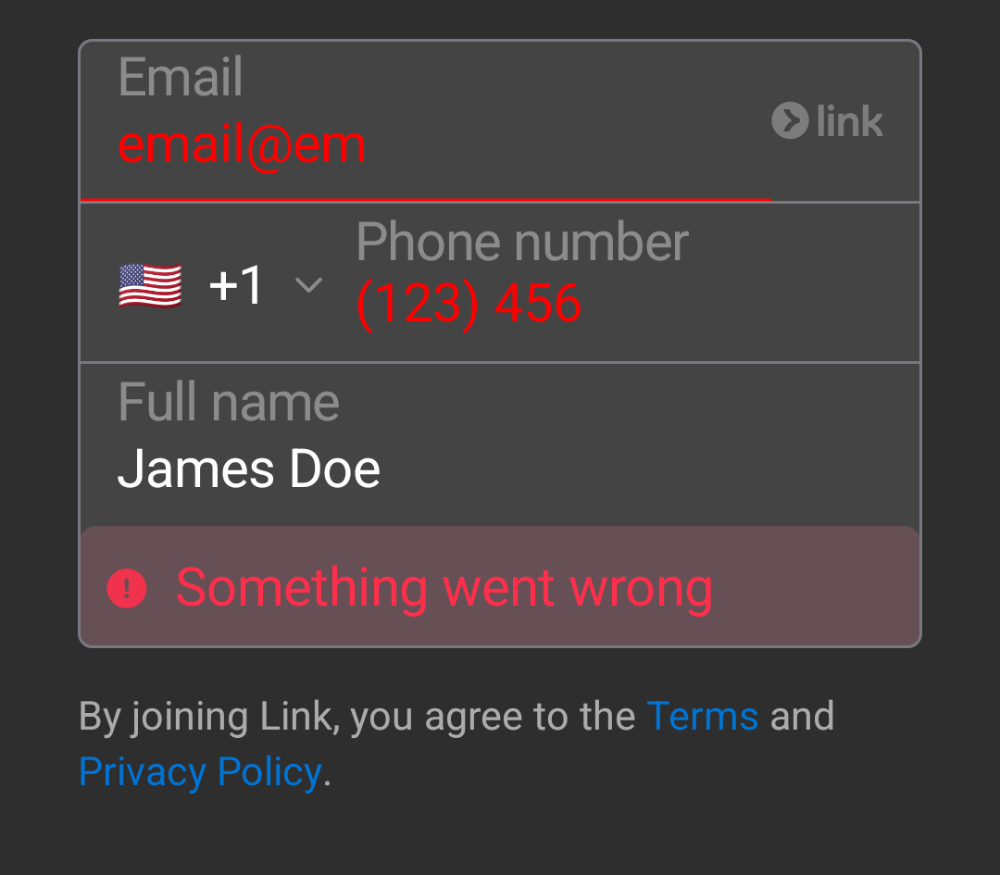 Email
email@em
link
Phone number
+1
(123) 456
Full name
James Doe
Something went wrong
By joining Link, you agree to the Terms and
Privacy Policy.